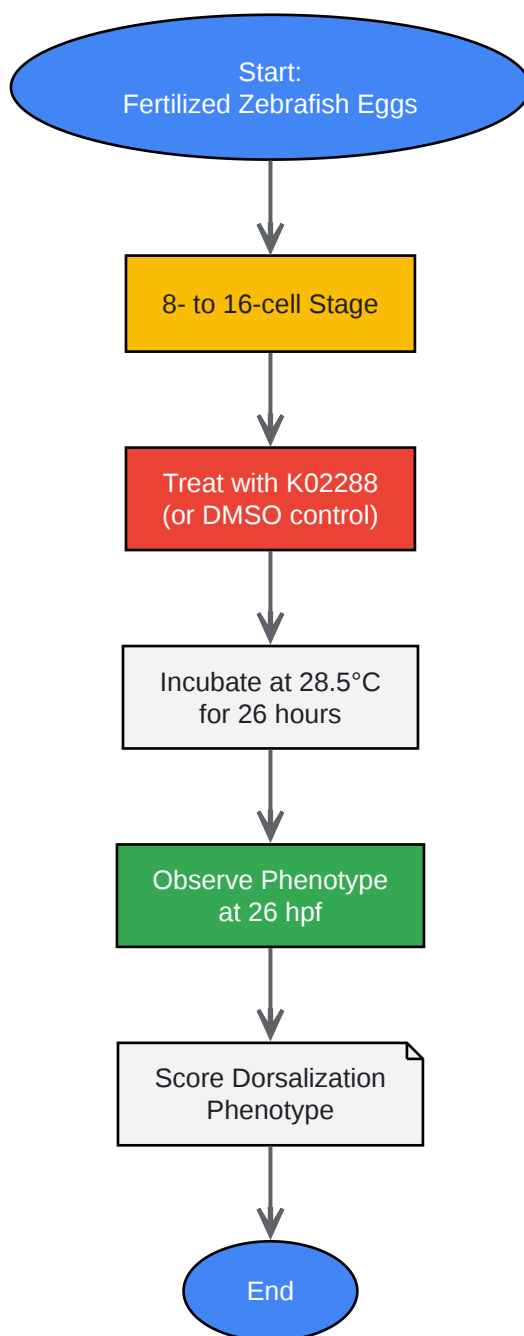 Start:
Fertilized Zebrafish Eggs
8- to 16-cell Stage
Treat with K02288
(or DMSO control)
Incubate at 28.5°C
for 26 hours
Observe Phenotype
at 26 hpf
Score Dorsalization
Phenotype
End